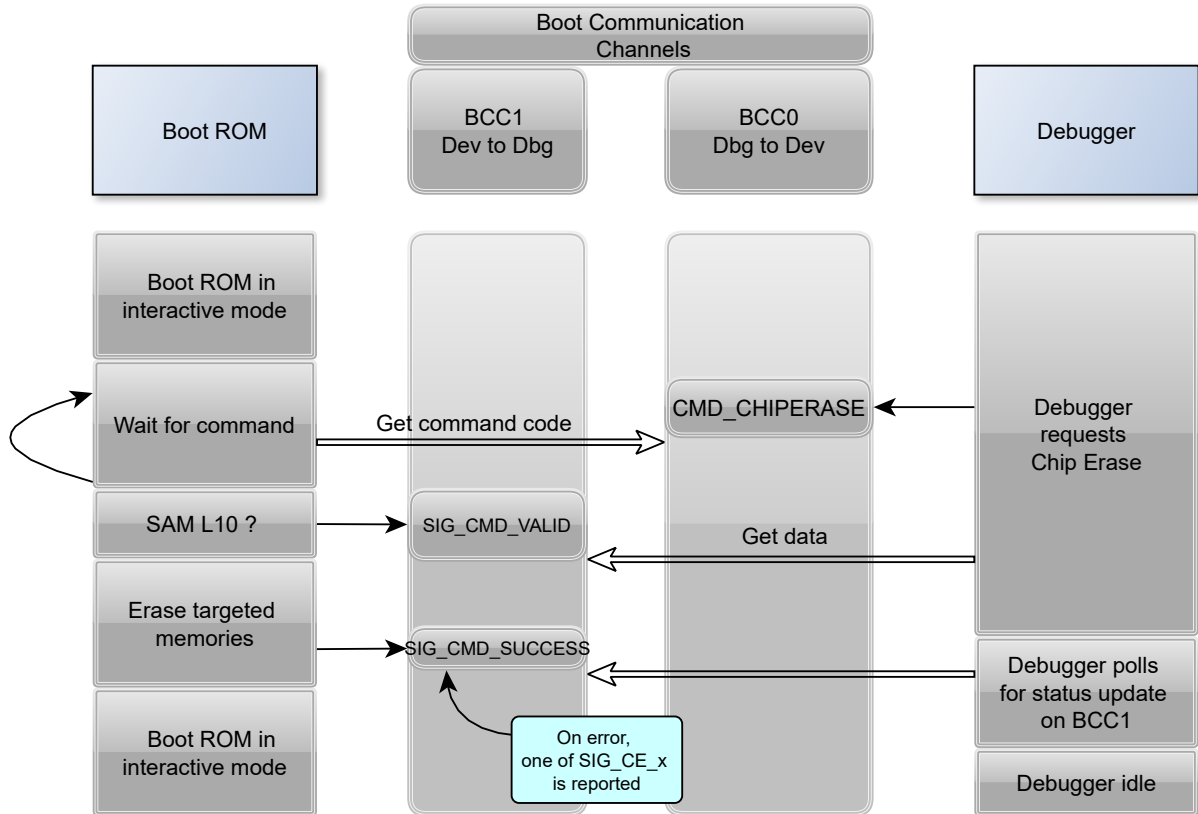 Boot Communication
Channels
Boot ROM
BCC1
Dev to Dbg
BCC0
Dbg to Dev
Debugger
Boot ROM in
interactive mode
Wait for command
Get command code
CMD_CHIPERASE
Debugger
requests
Chip Erase
SAM L10 ?
SIG_CMD_VALID
Get data
Erase targeted
memories
SIG_CMD_SUCCESS
Debugger polls
for status update
on BCC1
Boot ROM in
interactive mode
On error,
one of SIG_CE_x
is reported
Debugger idle